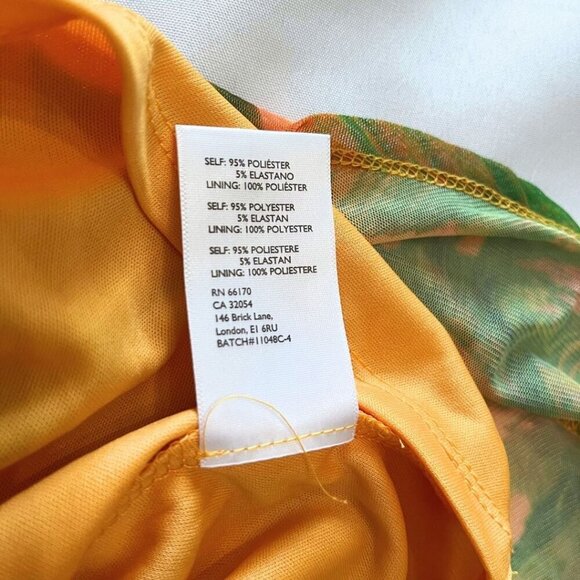 SELF: 95% POLIÉSTER
5% ELASTANO
LINING: 100% POLIÉSTER
SELF: 95% POLYESTER
5% ELASTAN
LINING: 100% POLYESTER
SELF: 95% POLIESTERE
5% ELASTAN
LINING: 100% POLIESTERE
RN 66170
CA 32054
146 Brick Lane,
London, E1 6RU
BATCH#11048C-4